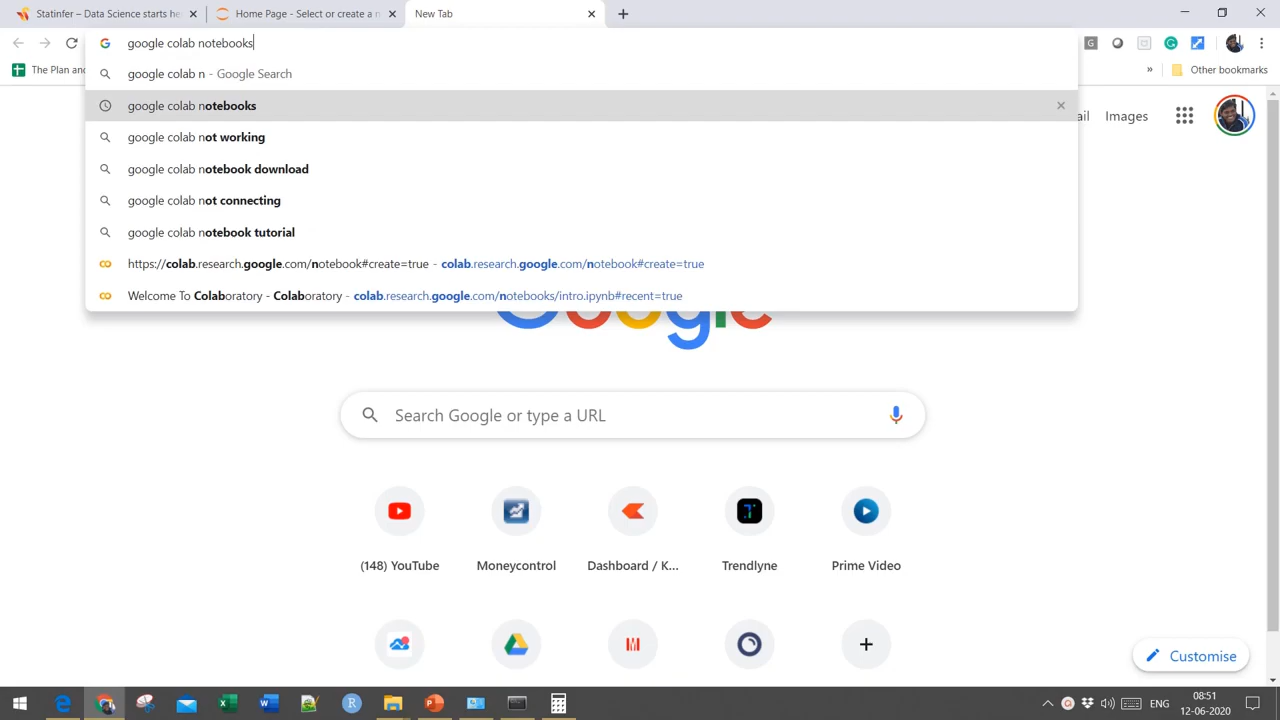 Statinfer – Data Science starts he
Home Page - Select or create a n
New Tab
google colab notebooks
The Plan and
Other bookmarks
google colab n - Google Search
google colab notebooks
google colab not working
google colab notebook download
google colab not connecting
google colab notebook tutorial
https://colab.research.google.com/notebook#create=true - colab.research.google.com/notebook#create=true
Welcome To Colaboratory - Colaboratory - colab.research.google.com/notebooks/intro.ipynb#recent=true
ail Images
Google
Search Google or type a URL
(148) YouTube
Moneycontrol
Dashboard / K...
Trendlyne
Prime Video
Customise
ENG
08:51
12-06-2020